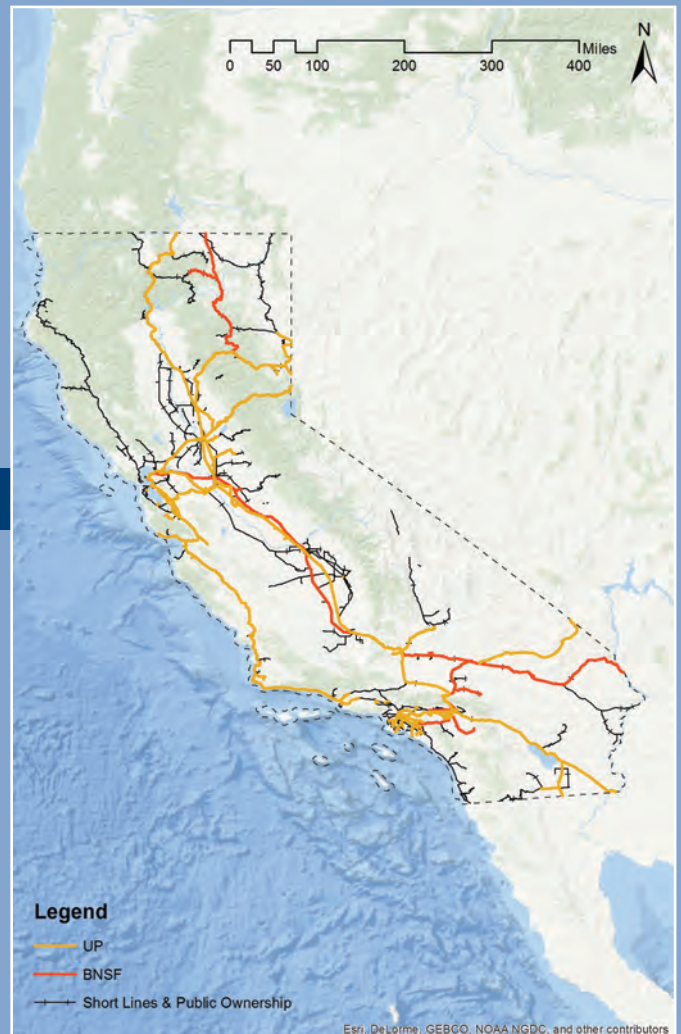 N
Miles
0 25 50 100 200 300 400
Legend
UP
BNSF
Short Lines & Public Ownership
Esri, DeLorme, GEBCO, NOAA NGDC, and other contributors